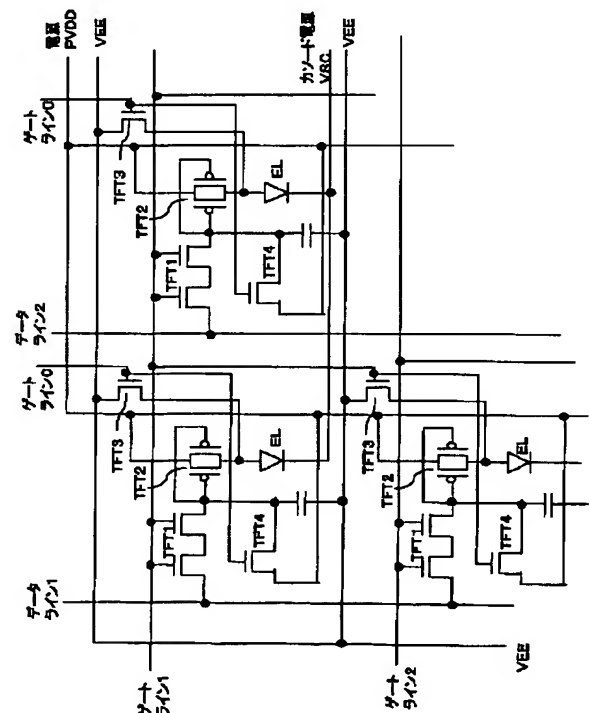 電源
PVDD
VEE
カソード電源
VBC
VEE
ゲート
ライン0
TFT3
TFT2
EL
TFT1
TFT4
データ
ライン2
ゲート
ライン0
TFT3
TFT2
EL
TFT1
TFT4
TFT3
TFT2
EL
TFT1
TFT4
データ
ライン1
VEE
ゲート
ライン1
ゲート
ライン2